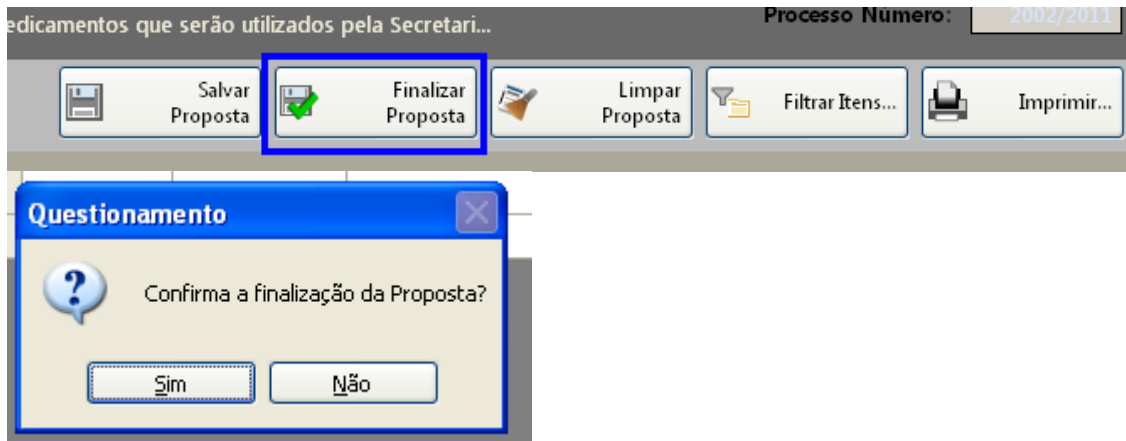 edicamentos que serão utilizados pela Secretari...
Processo Número: 2002/2011
Salvar
Proposta
Finalizar
Proposta
Limpar
Proposta
Filtrar Itens...
Imprimir...
Questionamento
Confirma a finalização da Proposta?
Sim
Não